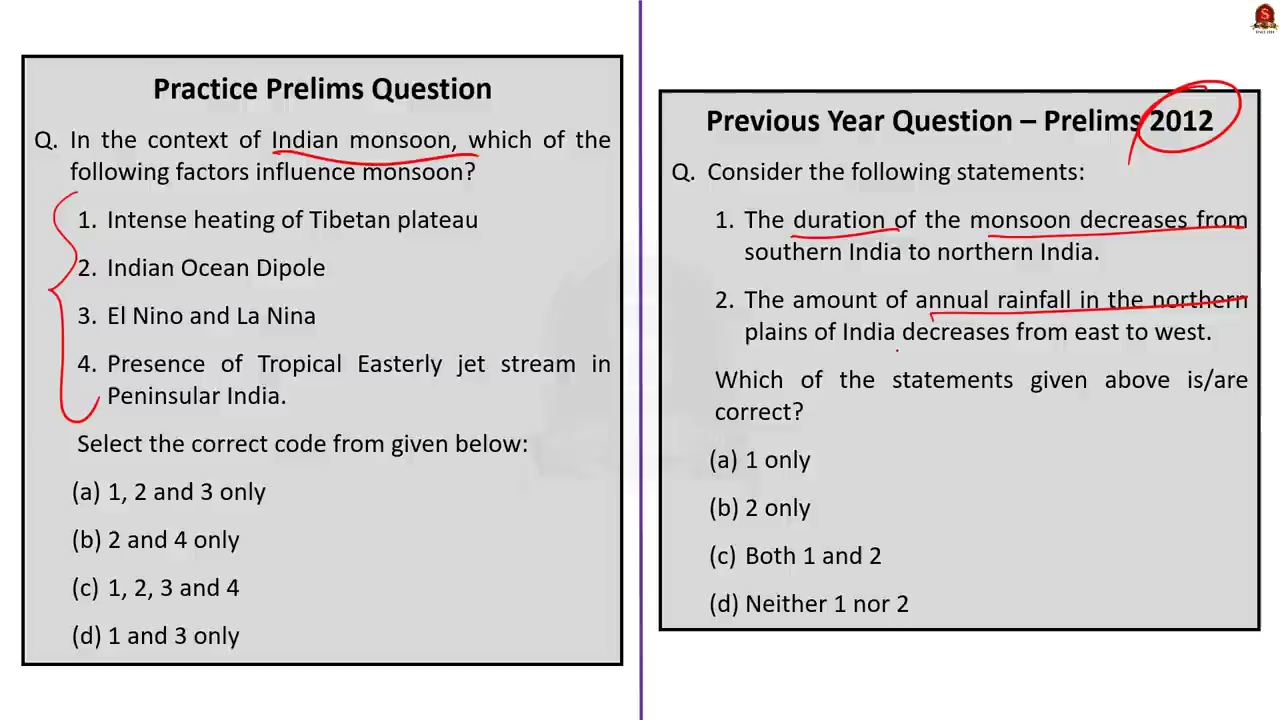 Practice Prelims Question
Q. In the context of Indian monsoon, which of the
following factors influence monsoon?
1. Intense heating of Tibetan plateau
2. Indian Ocean Dipole
3. El Nino and La Nina
4. Presence of Tropical Easterly jet stream in
Peninsular India.
Select the correct code from given below:
(a) 1, 2 and 3 only
(b) 2 and 4 only
(c) 1, 2, 3 and 4
(d) 1 and 3 only
Previous Year Question – Prelims 2012
Q. Consider the following statements:
1. The duration of the monsoon decreases from
southern India to northern India.
2. The amount of annual rainfall in the northern
plains of India decreases from east to west.
Which of the statements given above is/are
correct?
(a) 1 only
(b) 2 only
(c) Both 1 and 2
(d) Neither 1 nor 2